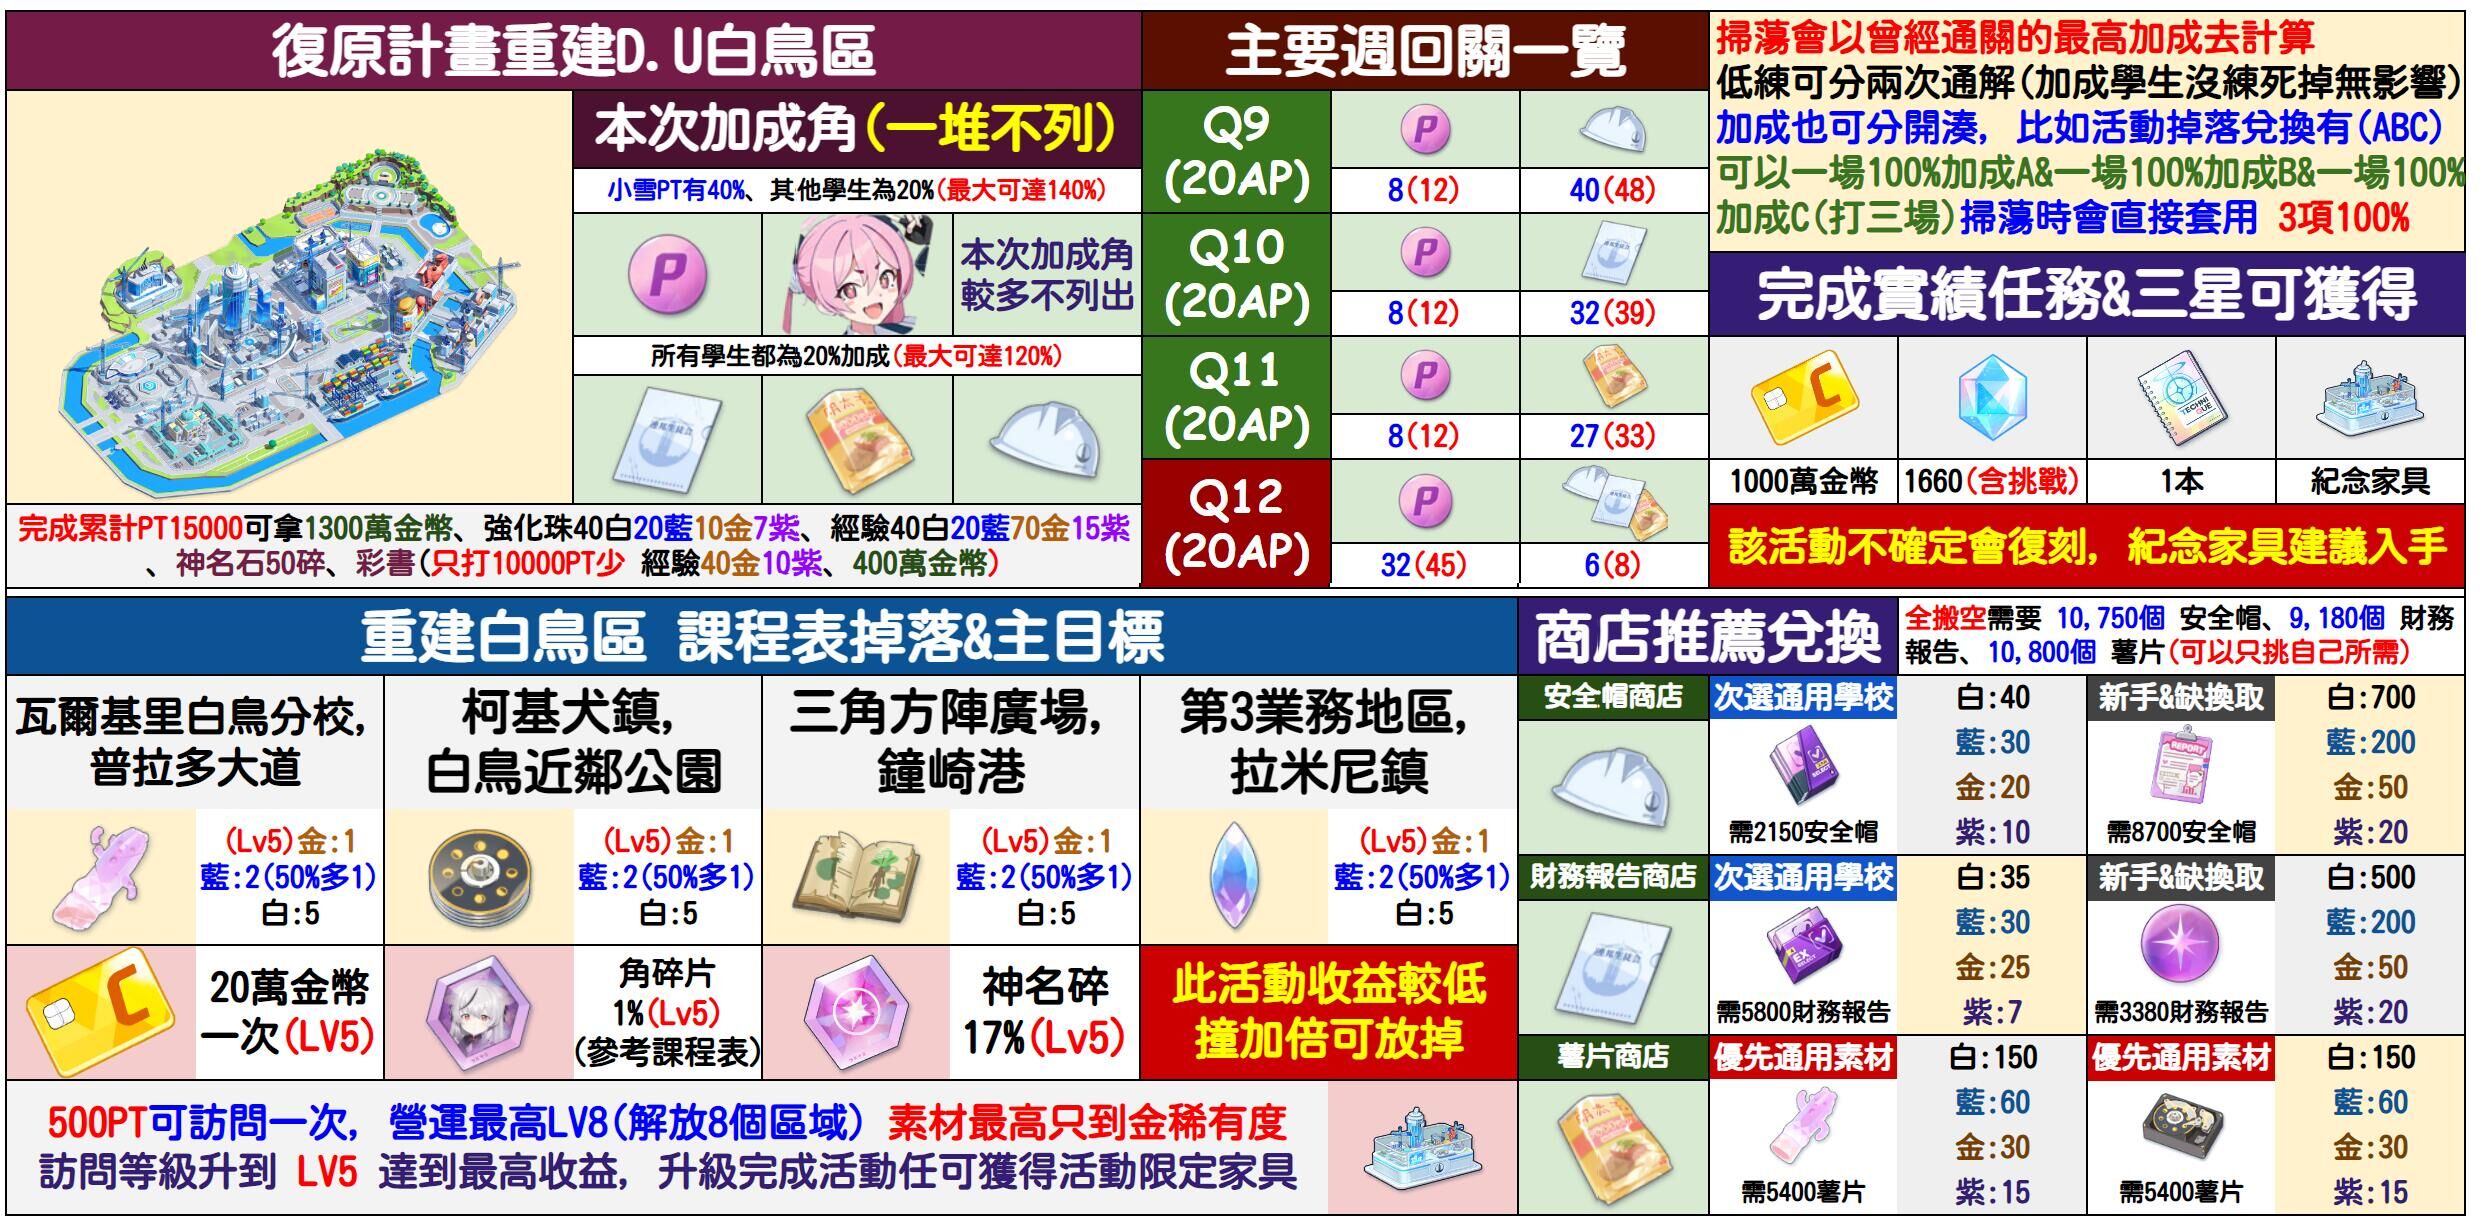 復原計畫重建D.U白鳥區
本次加成角(一堆不列)
小雪PT有40%、其他學生為20%(最大可達140%)
本次加成角
較多不列出
所有學生都為20%加成(最大可達120%)
完成累計PT15000可拿1300萬金幣、強化珠40白20藍10金7紫、經驗40白20藍70金15紫
、神名石50碎、彩書(只打10000PT少 經驗40金10紫、400萬金幣)
主要週回關一覽
Q9
(20AP)
8(12)
40(48)
Q10
(20AP)
8(12)
32(39)
Q11
(20AP)
8(12)
27(33)
Q12
(20AP)
32(45)
6(8)
掃蕩會以曾經通關的最高加成去計算
低練可分兩次通解(加成學生沒練死掉無影響)
加成也可分開湊, 比如活動掉落兌換有(ABC)
可以一場100%加成A&一場100%加成B&一場100%
加成C(打三場)掃蕩時會直接套用 3項100%
完成實績任務&三星可獲得
1000萬金幣
1660(含挑戰)
1本
紀念家具
該活動不確定會復刻, 紀念家具建議入手
重建白鳥區 課程表掉落&主目標
瓦爾基里白鳥分校,
普拉多大道
柯基犬鎮,
白鳥近鄰公園
三角方陣廣場,
鐘崎港
第3業務地區,
拉米尼鎮
(Lv5)金:1
藍:2(50%多1)
白:5
(Lv5)金:1
藍:2(50%多1)
白:5
(Lv5)金:1
藍:2(50%多1)
白:5
(Lv5)金:1
藍:2(50%多1)
白:5
20萬金幣
一次(LV5)
角碎片
1%(Lv5)
(參考課程表)
神名碎
17%(Lv5)
此活動收益較低
撞加倍可放掉
500PT可訪問一次, 營運最高LV8(解放8個區域) 素材最高只到金稀有度
訪問等級升到 LV5 達到最高收益, 升級完成活動任可獲得活動限定家具
商店推薦兌換
全搬空需要 10,750個 安全帽、9,180個 財務
報告、10,800個 薯片(可以只挑自己所需)
安全帽商店
次選通用學校
需2150安全帽
白:40
藍:30
金:20
紫:10
新手&缺換取
REPORT
需8700安全帽
白:700
藍:200
金:50
紫:20
財務報告商店
次選通用學校
EX
需5800財務報告
白:35
藍:30
金:25
紫:7
新手&缺換取
需3380財務報告
白:500
藍:200
金:50
紫:20
薯片商店
優先通用素材
需5400薯片
白:150
藍:60
金:30
紫:15
優先通用素材
需5400薯片
白:150
藍:60
金:30
紫:15